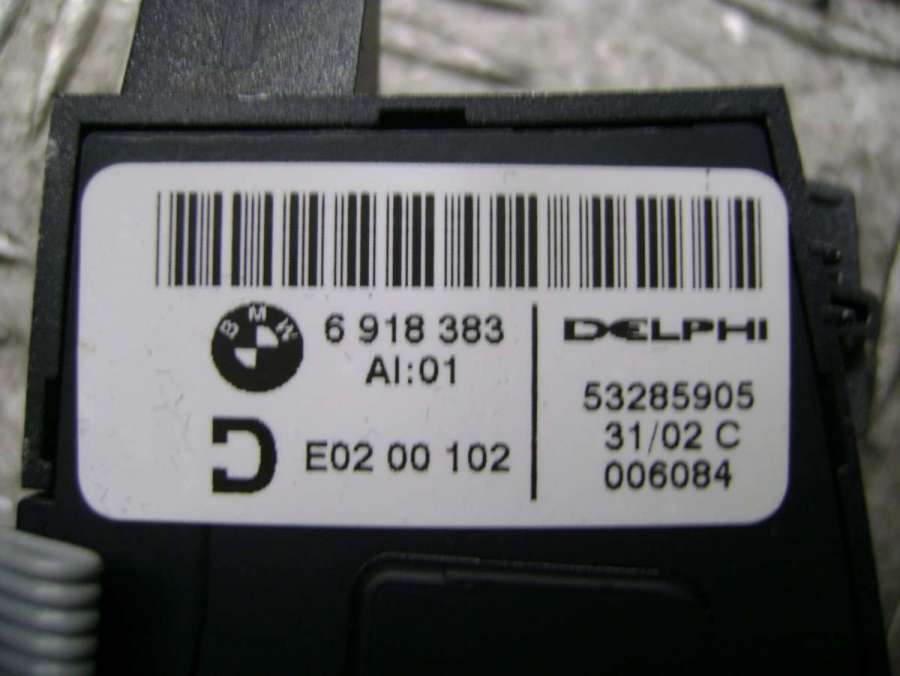 BMW
6 918 383
AI:01
E02 00 102
DELPHI
53285905
31/02 C
006084